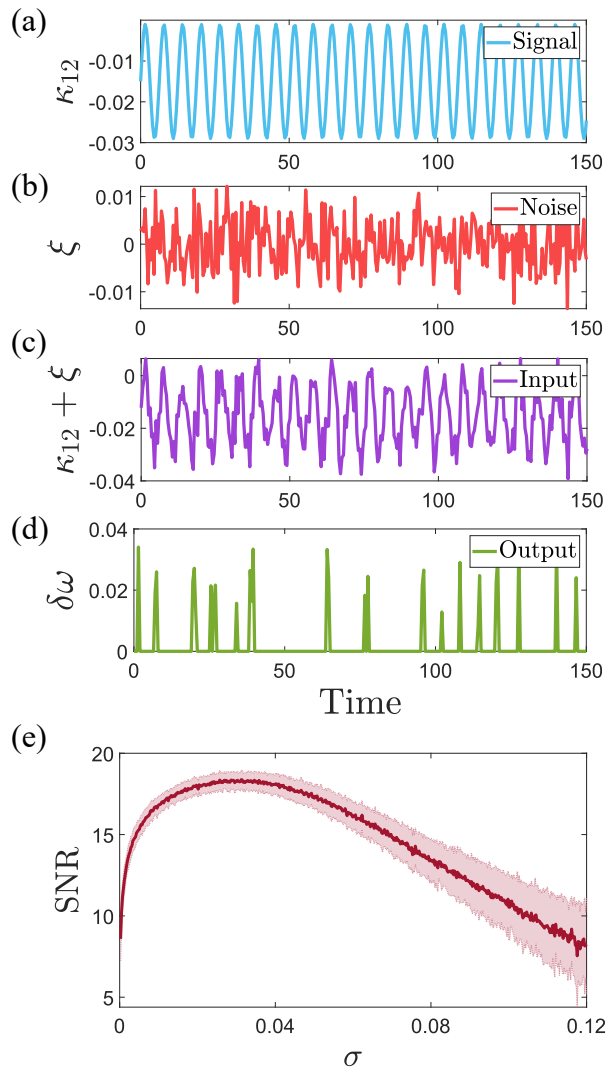 (a)
κ12
-0.01
-0.02
-0.03
Signal
0 50 100 150
(b)
ξ
0.01
0
-0.01
Noise
0 50 100 150
(c)
κ12 + ξ
0
-0.02
-0.04
Input
0 50 100 150
(d)
δω
0.04
0.02
0
Output
0 50 100 150
Time
(e)
SNR
20
15
10
5
0 0.04 0.08 0.12
σ